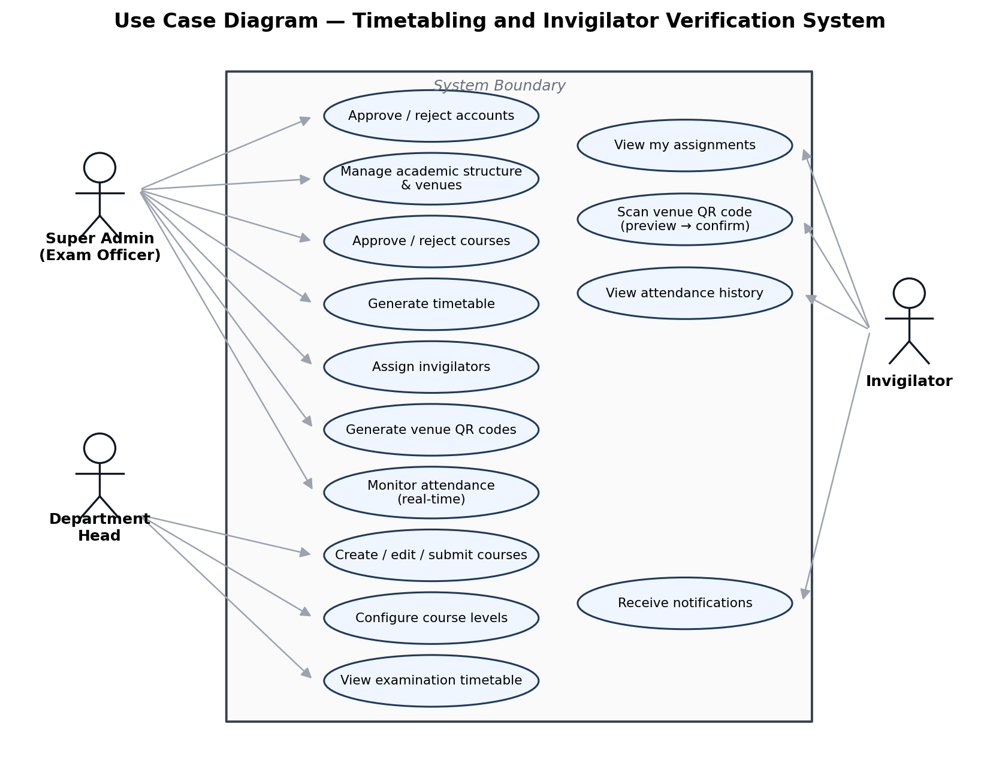 Use Case Diagram — Timetabling and Invigilator Verification System
System Boundary
Approve / reject accounts
Manage academic structure
& venues
Approve / reject courses
Generate timetable
Assign invigilators
Generate venue QR codes
Monitor attendance
(real-time)
Create / edit / submit courses
Configure course levels
View examination timetable
View my assignments
Scan venue QR code
(preview → confirm)
View attendance history
Receive notifications
Super Admin
(Exam Officer)
Department
Head
Invigilator